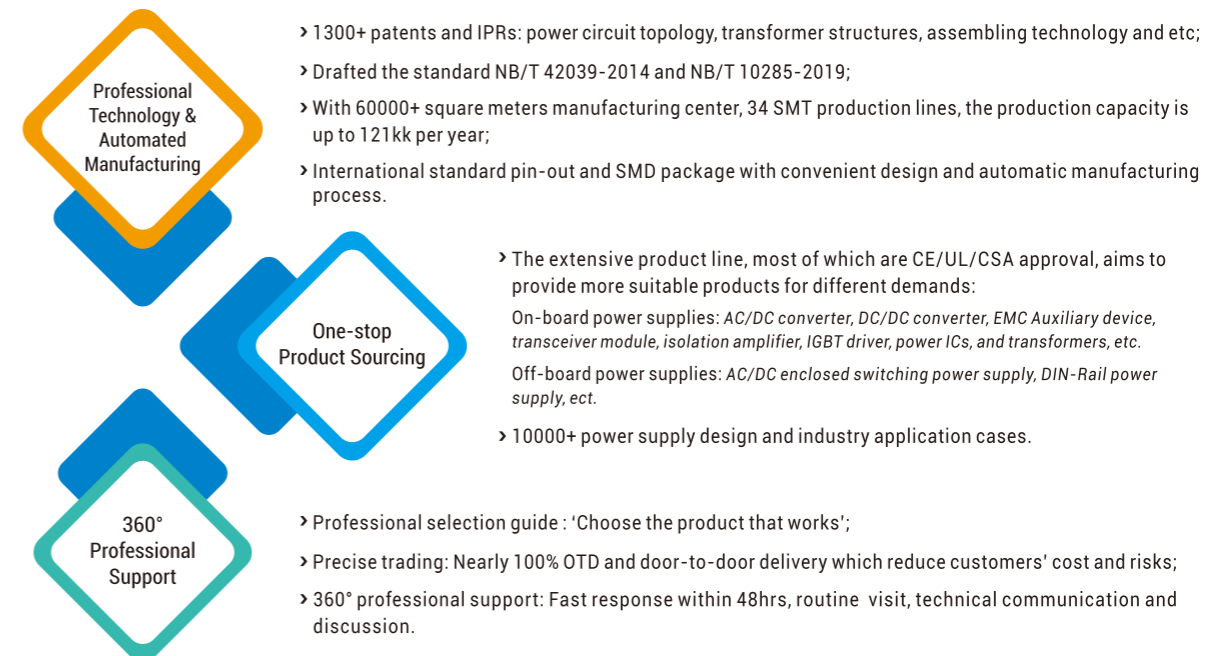 Professional
Technology &
Automated
Manufacturing
› 1300+ patents and IPRs: power circuit topology, transformer structures, assembling technology and etc;
› Drafted the standard NB/T 42039-2014 and NB/T 10285-2019;
› With 60000+ square meters manufacturing center, 34 SMT production lines, the production capacity is
up to 121kk per year;
› International standard pin-out and SMD package with convenient design and automatic manufacturing
process.
One-stop
Product Sourcing
› The extensive product line, most of which are CE/UL/CSA approval, aims to
provide more suitable products for different demands:
On-board power supplies: AC/DC converter, DC/DC converter, EMC Auxiliary device,
transceiver module, isolation amplifier, IGBT driver, power ICs, and transformers, etc.
Off-board power supplies: AC/DC enclosed switching power supply, DIN-Rail power
supply, ect.
› 10000+ power supply design and industry application cases.
360°
Professional
Support
› Professional selection guide : ‘Choose the product that works’;
› Precise trading: Nearly 100% OTD and door-to-door delivery which reduce customers’ cost and risks;
› 360° professional support: Fast response within 48hrs, routine  visit, technical communication and
discussion.